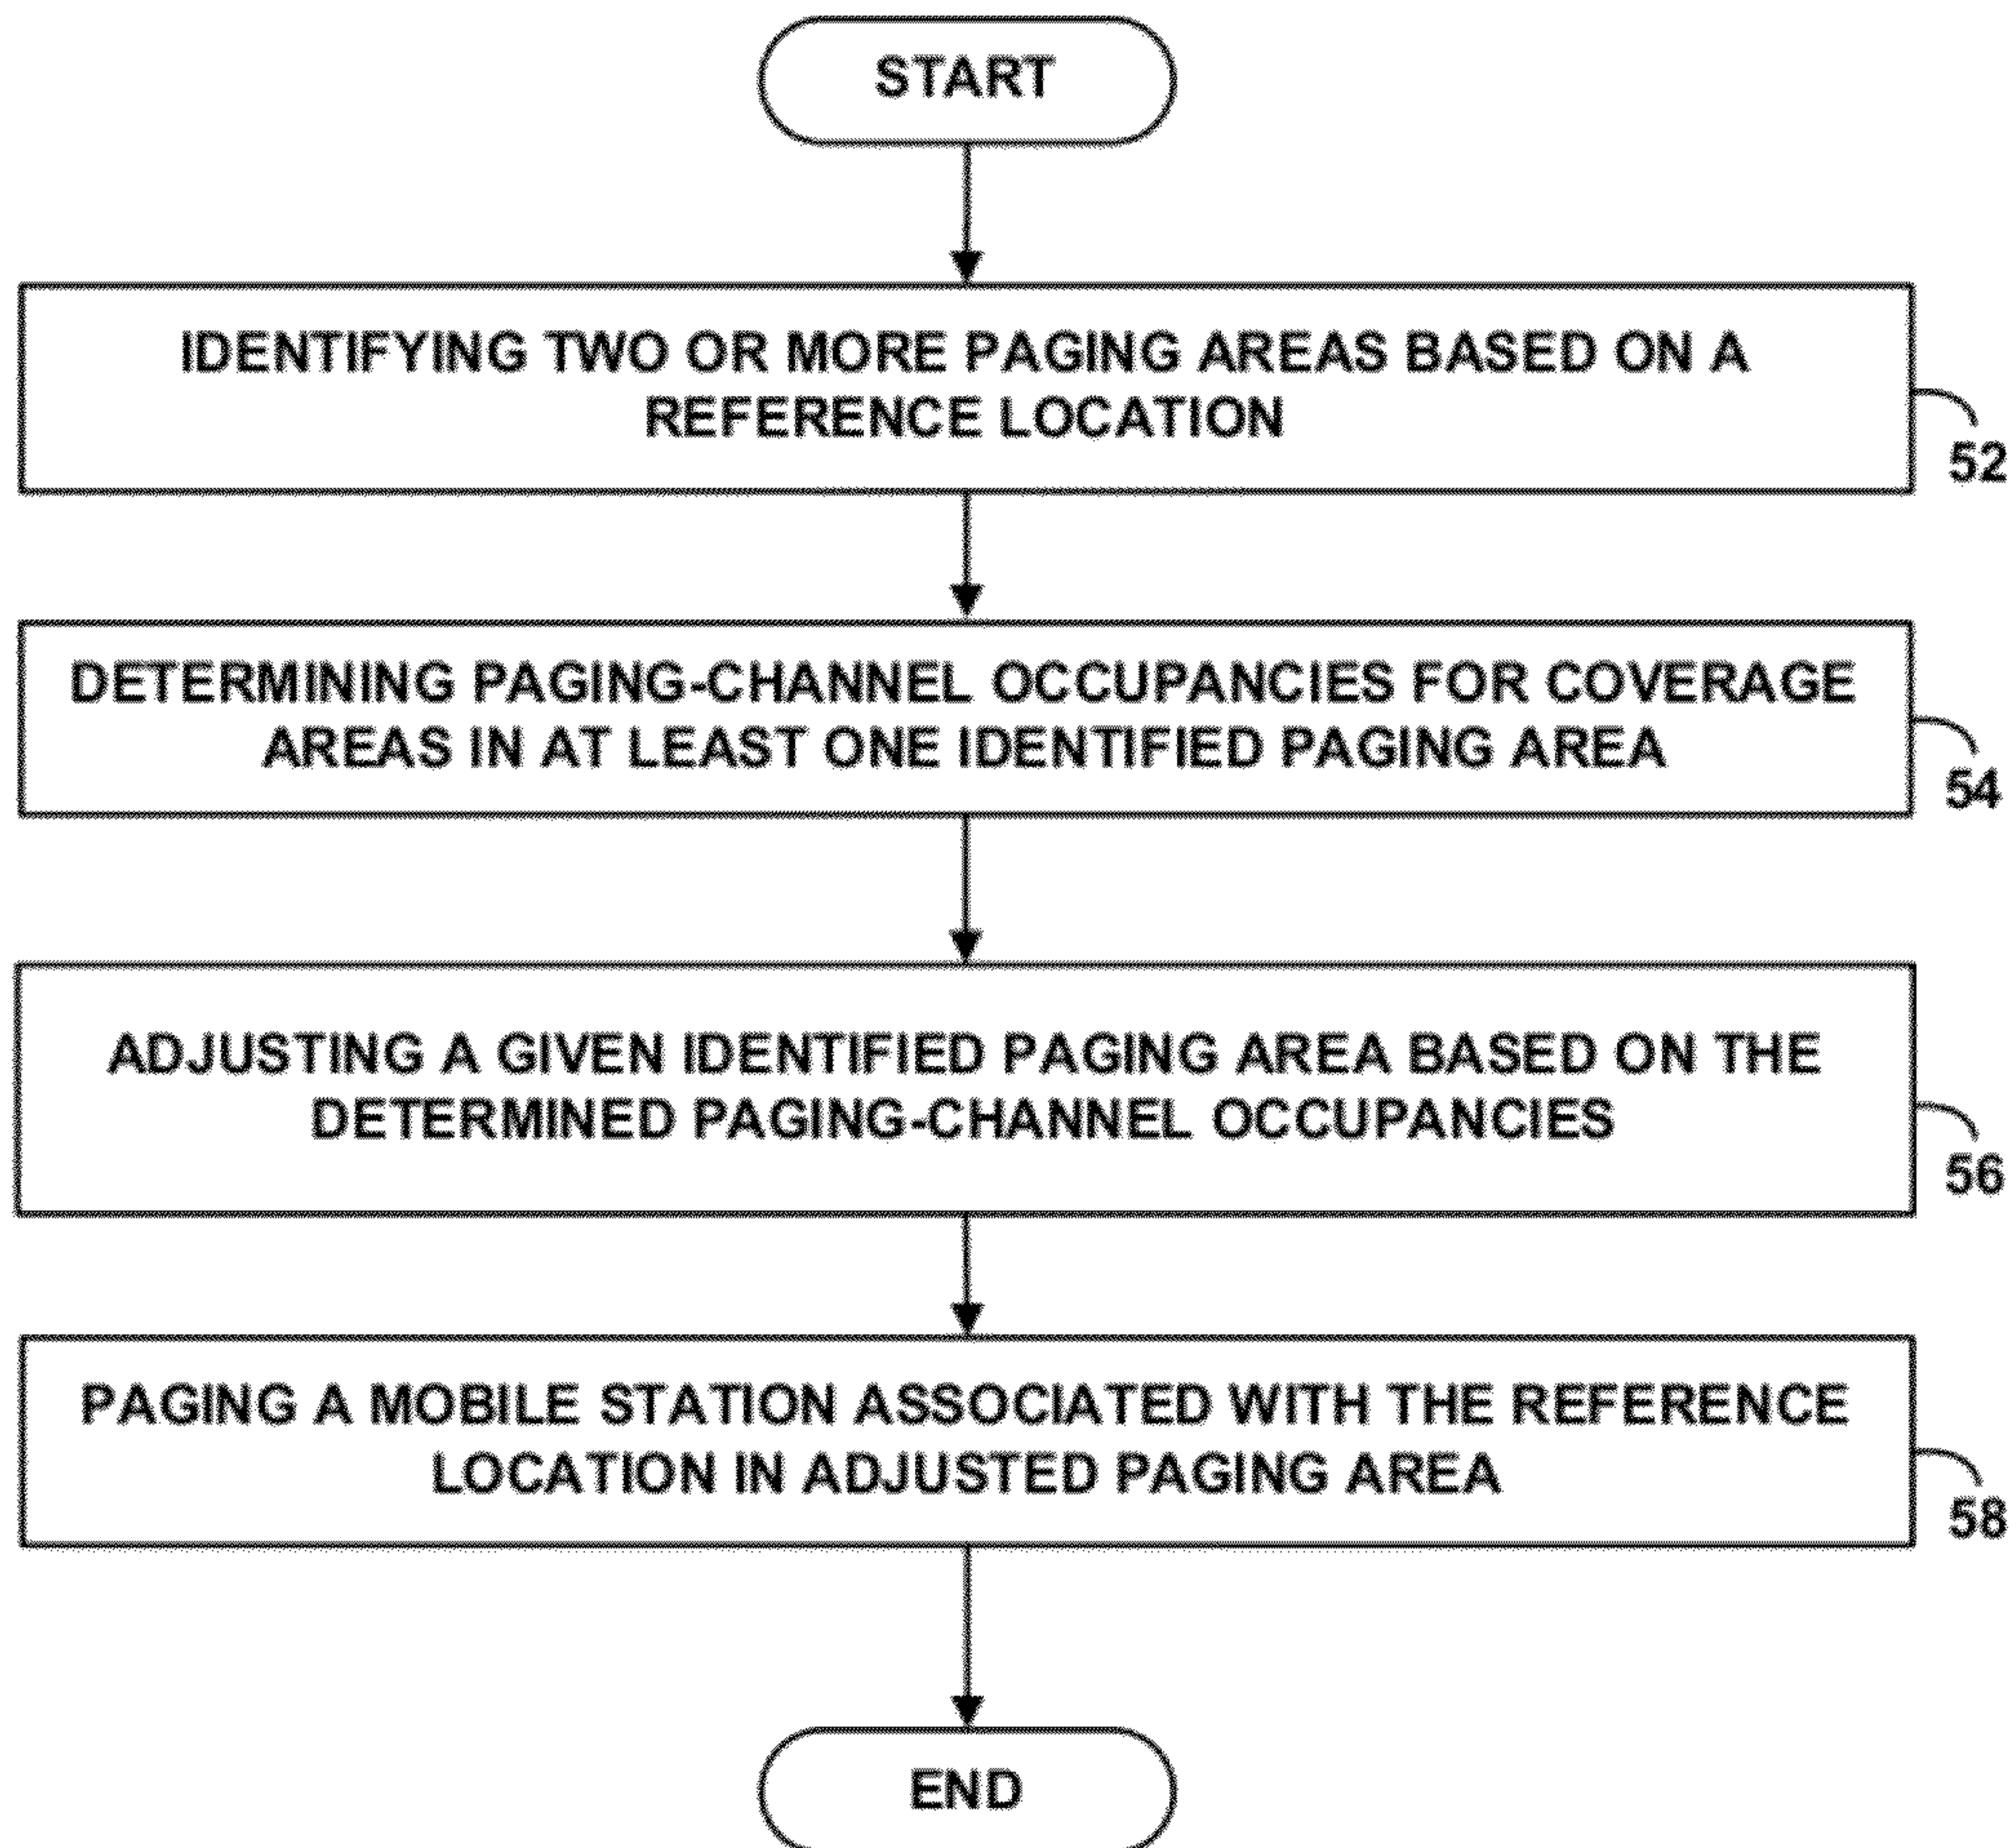 START
IDENTIFYING TWO OR MORE PAGING AREAS BASED ON A
REFERENCE LOCATION
52
DETERMINING PAGING-CHANNEL OCCUPANCIES FOR COVERAGE
AREAS IN AT LEAST ONE IDENTIFIED PAGING AREA
54
ADJUSTING A GIVEN IDENTIFIED PAGING AREA BASED ON THE
DETERMINED PAGING-CHANNEL OCCUPANCIES
56
PAGING A MOBILE STATION ASSOCIATED WITH THE REFERENCE
LOCATION IN ADJUSTED PAGING AREA
58
END